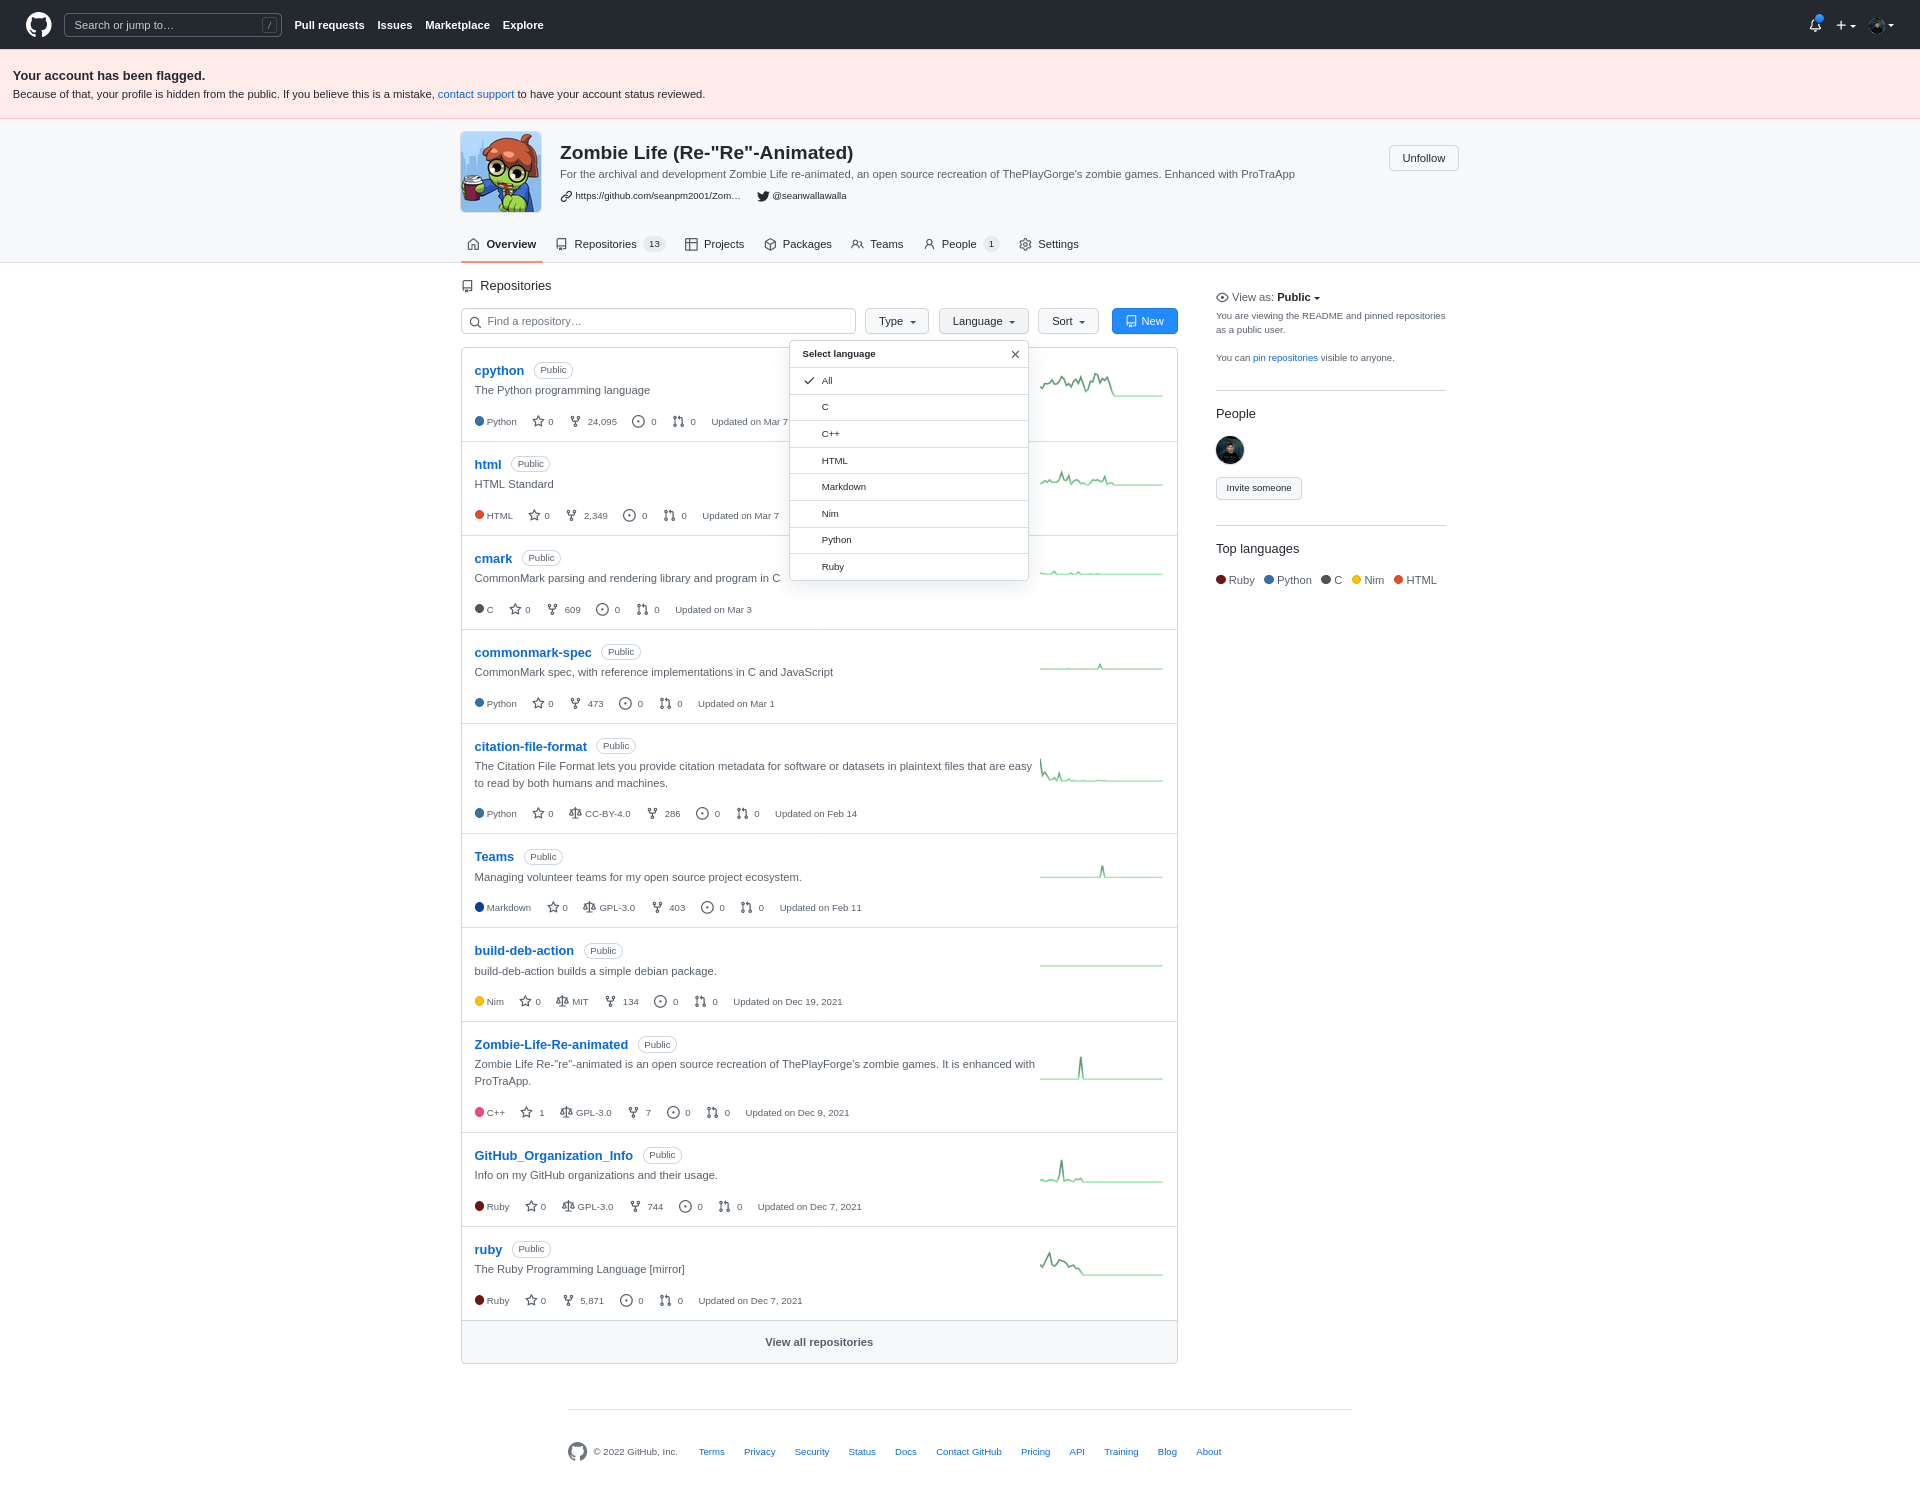 Search or jump to… /
Pull requests Issues Marketplace Explore
Your account has been flagged.
Because of that, your profile is hidden from the public. If you believe this is a mistake, contact support to have your account status reviewed.
Zombie Life (Re-"Re"-Animated)
For the archival and development Zombie Life re-animated, an open source recreation of ThePlayGorge's zombie games. Enhanced with ProTraApp
https://github.com/seanpm2001/Zom… @seanwallawalla
Unfollow
Overview Repositories 13 Projects Packages Teams People 1 Settings
Repositories
Find a repository… Type Language Sort New
Select language
All
C
C++
HTML
Markdown
Nim
Python
Ruby
cpython Public
The Python programming language
Python 0 24,095 0 0 Updated on Mar 7
html Public
HTML Standard
HTML 0 2,349 0 0 Updated on Mar 7
cmark Public
CommonMark parsing and rendering library and program in C
C 0 609 0 0 Updated on Mar 3
commonmark-spec Public
CommonMark spec, with reference implementations in C and JavaScript
Python 0 473 0 0 Updated on Mar 1
citation-file-format Public
The Citation File Format lets you provide citation metadata for software or datasets in plaintext files that are easy
to read by both humans and machines.
Python 0 CC-BY-4.0 286 0 0 Updated on Feb 14
Teams Public
Managing volunteer teams for my open source project ecosystem.
Markdown 0 GPL-3.0 403 0 0 Updated on Feb 11
build-deb-action Public
build-deb-action builds a simple debian package.
Nim 0 MIT 134 0 0 Updated on Dec 19, 2021
Zombie-Life-Re-animated Public
Zombie Life Re-"re"-animated is an open source recreation of ThePlayForge's zombie games. It is enhanced with
ProTraApp.
C++ 1 GPL-3.0 7 0 0 Updated on Dec 9, 2021
GitHub_Organization_Info Public
Info on my GitHub organizations and their usage.
Ruby 0 GPL-3.0 744 0 0 Updated on Dec 7, 2021
ruby Public
The Ruby Programming Language [mirror]
Ruby 0 5,871 0 0 Updated on Dec 7, 2021
View all repositories
View as: Public
You are viewing the README and pinned repositories
as a public user.
You can pin repositories visible to anyone.
People
Invite someone
Top languages
Ruby Python C Nim HTML
© 2022 GitHub, Inc. Terms Privacy Security Status Docs Contact GitHub Pricing API Training Blog About